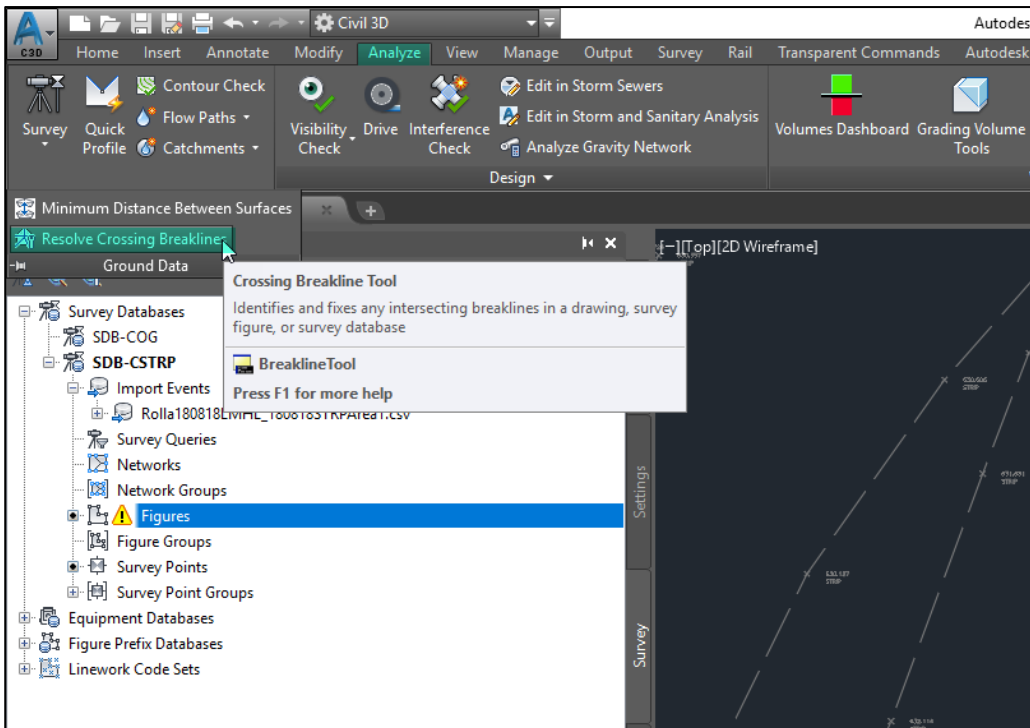 C3D
Civil 3D
Autodes
Home Insert Annotate Modify Analyze View Manage Output Survey Rail Transparent Commands Autodesk
Survey
Quick
Profile
Contour Check
Flow Paths
Catchments
Visibility
Check
Drive
Interference
Check
Edit in Storm Sewers
Edit in Storm and Sanitary Analysis
Analyze Gravity Network
Volumes Dashboard
Grading Volume
Tools
Design
Minimum Distance Between Surfaces
Resolve Crossing Breaklines
Ground Data
[−][Top][2D Wireframe]
Crossing Breakline Tool
Identifies and fixes any intersecting breaklines in a drawing, survey
figure, or survey database
BreaklineTool
Press F1 for more help
Survey Databases
SDB-COG
SDB-CSTRP
Import Events
Survey Queries
Networks
Network Groups
Figures
Figure Groups
Survey Points
Survey Point Groups
Equipment Databases
Figure Prefix Databases
Linework Code Sets
Settings
Survey
STRIP
STRIP
STRIP